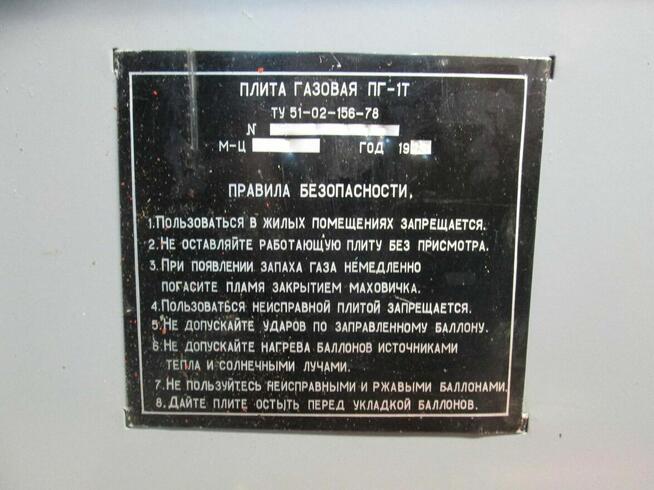 ПЛИТА ГАЗОВАЯ ПГ-1Т
ТУ 51-02-156-78
N
М-Ц ГОД 19
ПРАВИЛА БЕЗОПАСНОСТИ.
1. ПОЛЬЗОВАТЬСЯ В ЖИЛЫХ ПОМЕЩЕНИЯХ ЗАПРЕЩАЕТСЯ.
2. НЕ ОСТАВЛЯЙТЕ РАБОТАЮЩУЮ ПЛИТУ БЕЗ ПРИСМОТРА.
3. ПРИ ПОЯВЛЕНИИ ЗАПАХА ГАЗА НЕМЕДЛЕННО
ПОГАСИТЕ ПЛАМЯ ЗАКРЫТИЕМ МАХОВИЧКА.
4. ПОЛЬЗОВАТЬСЯ НЕИСПРАВНОЙ ПЛИТОЙ ЗАПРЕЩАЕТСЯ.
5. НЕ ДОПУСКАЙТЕ УДАРОВ ПО ЗАПРАВЛЕННОМУ БАЛЛОНУ.
6. НЕ ДОПУСКАЙТЕ НАГРЕВА БАЛЛОНОВ ИСТОЧНИКАМИ
ТЕПЛА И СОЛНЕЧНЫМИ ЛУЧАМИ.
7. НЕ ПОЛЬЗУЙТЕСЬ НЕИСПРАВНЫМИ И РЖАВЫМИ БАЛЛОНАМИ.
8. ДАЙТЕ ПЛИТЕ ОСТЫТЬ ПЕРЕД УКЛАДКОЙ БАЛЛОНОВ.